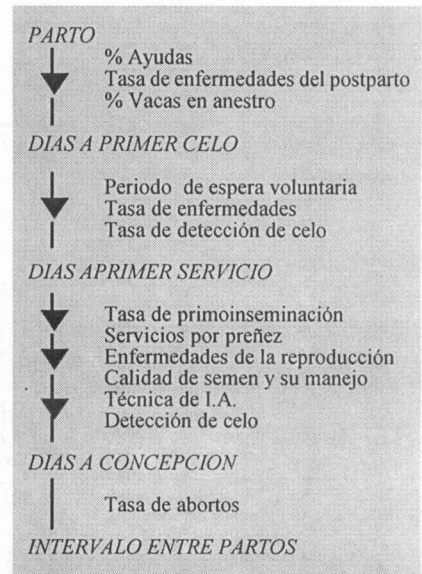 PARTO
% Ayudas
Tasa de enfermedades del postparto
% Vacas en anestro
DIAS A PRIMER CELO
Periodo de espera voluntaria
Tasa de enfermedades
Tasa de detección de celo
DIAS APRIMER SERVICIO
Tasa de primoinseminación
Servicios por preñez
Enfermedades de la reproducción
Calidad de semen y su manejo
Técnica de I.A.
Detección de celo
DIAS A CONCEPCION
Tasa de abortos
INTERVALO ENTRE PARTOS